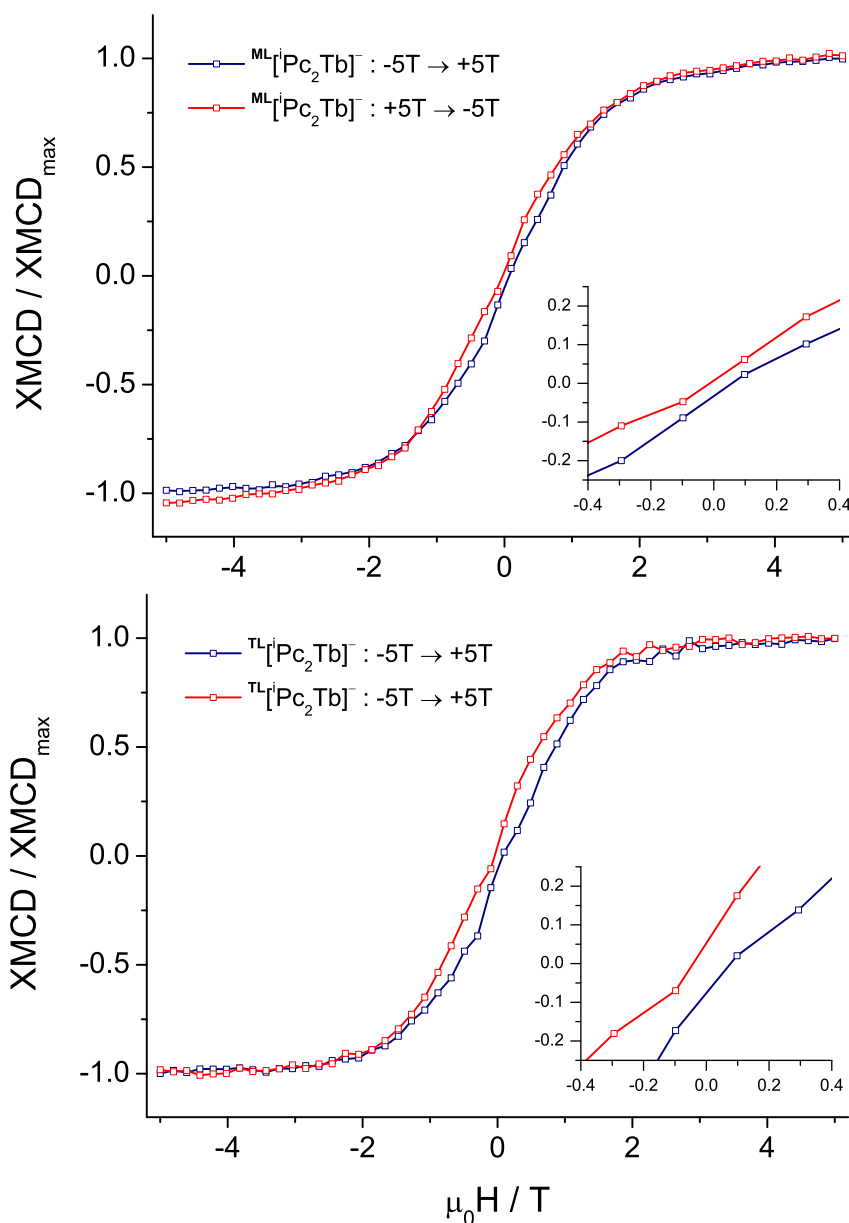 ML[iPc2Tb]− : -5T → +5T
ML[iPc2Tb]− : +5T → -5T
XMCD / XMCDmax
1.0
0.5
0.0
-0.5
-1.0
0.2
0.1
0.0
-0.1
-0.2
-0.4 -0.2 0.0 0.2 0.4
-4 -2 0 2 4
TL[iPc2Tb]− : -5T → +5T
TL[iPc2Tb]− : -5T → +5T
XMCD / XMCDmax
1.0
0.5
0.0
-0.5
-1.0
0.2
0.1
0.0
-0.1
-0.2
-0.4 -0.2 0.0 0.2 0.4
-4 -2 0 2 4
μ0H / T